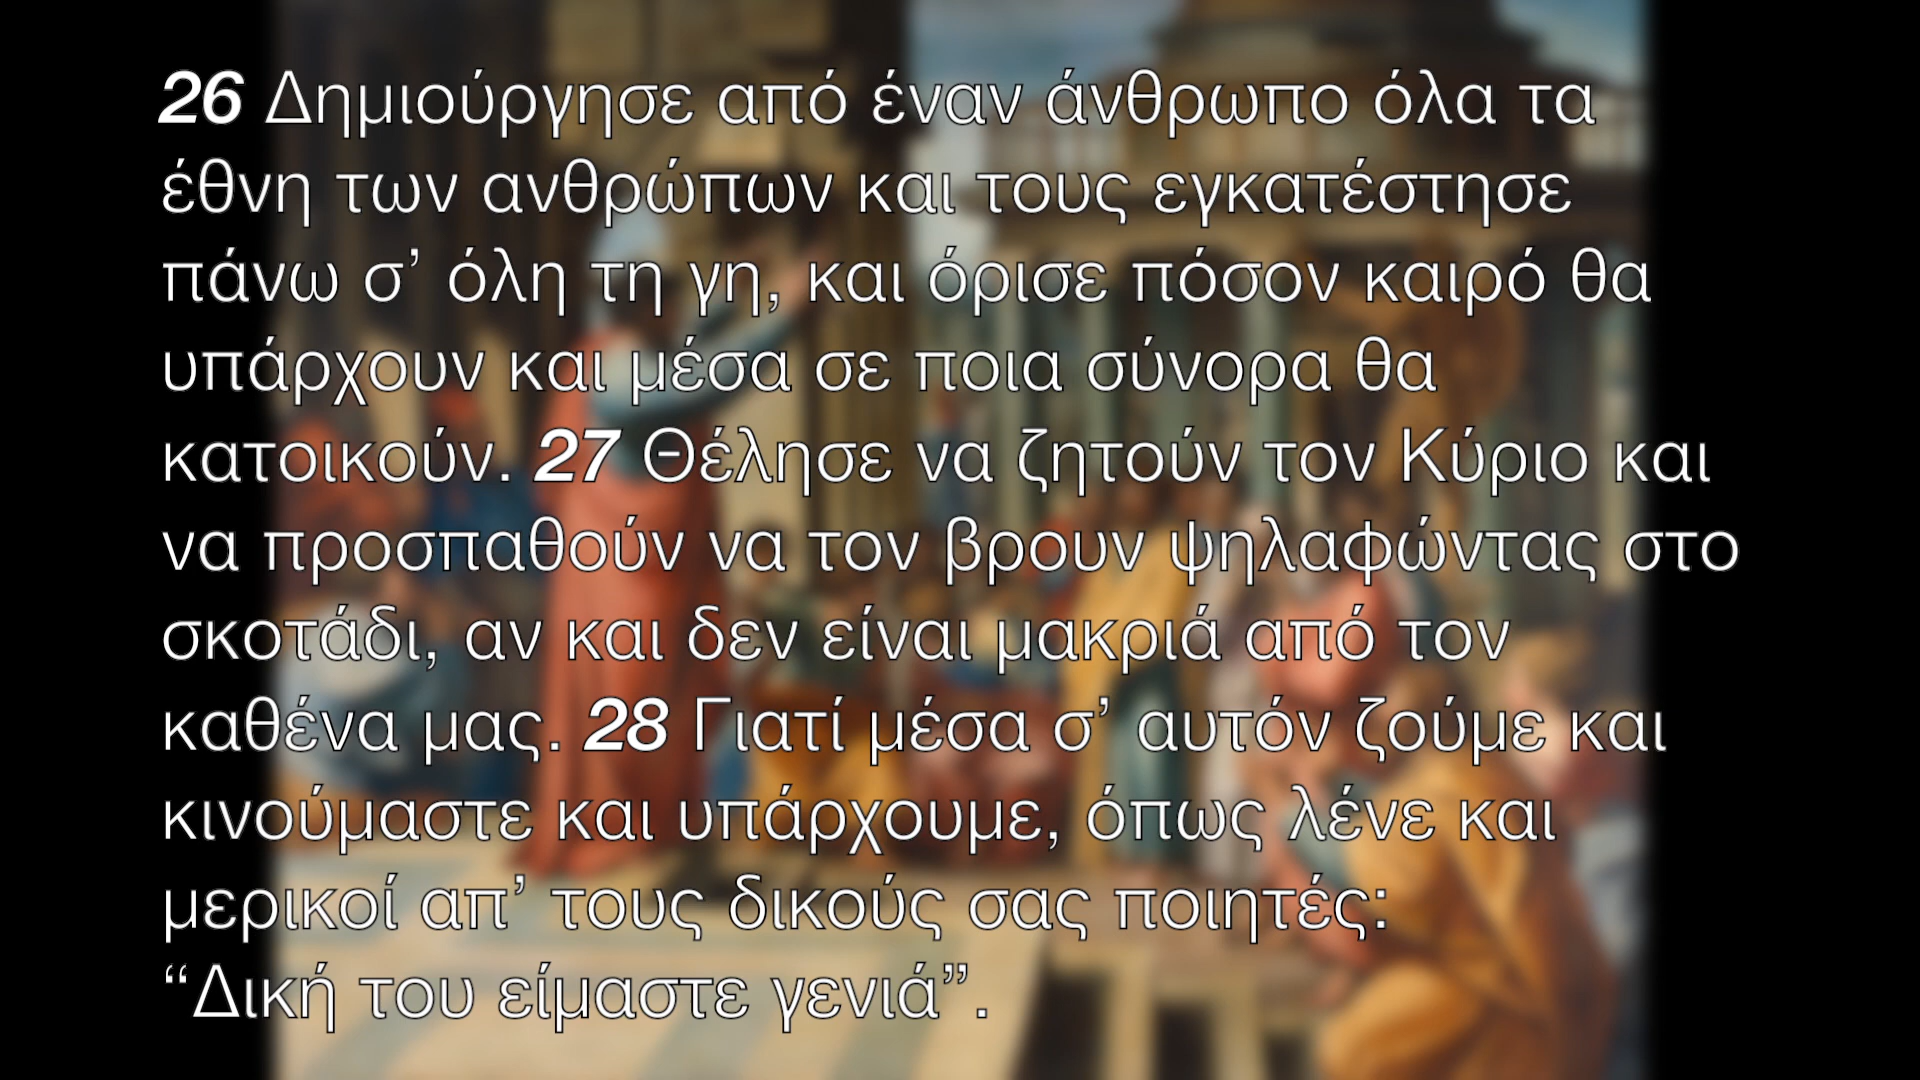 26 Δημιούργησε από έναν άνθρωπο όλα τα
έθνη των ανθρώπων και τους εγκατέστησε
πάνω σ’ όλη τη γη, και όρισε πόσον καιρό θα
υπάρχουν και μέσα σε ποια σύνορα θα
κατοικούν. 27 Θέλησε να ζητούν τον Κύριο και
να προσπαθούν να τον βρουν ψηλαφώντας στο
σκοτάδι, αν και δεν είναι μακριά από τον
καθένα μας. 28 Γιατί μέσα σ’ αυτόν ζούμε και
κινούμαστε και υπάρχουμε, όπως λένε και
μερικοί απ’ τους δικούς σας ποιητές:
“Δική του είμαστε γενιά”.